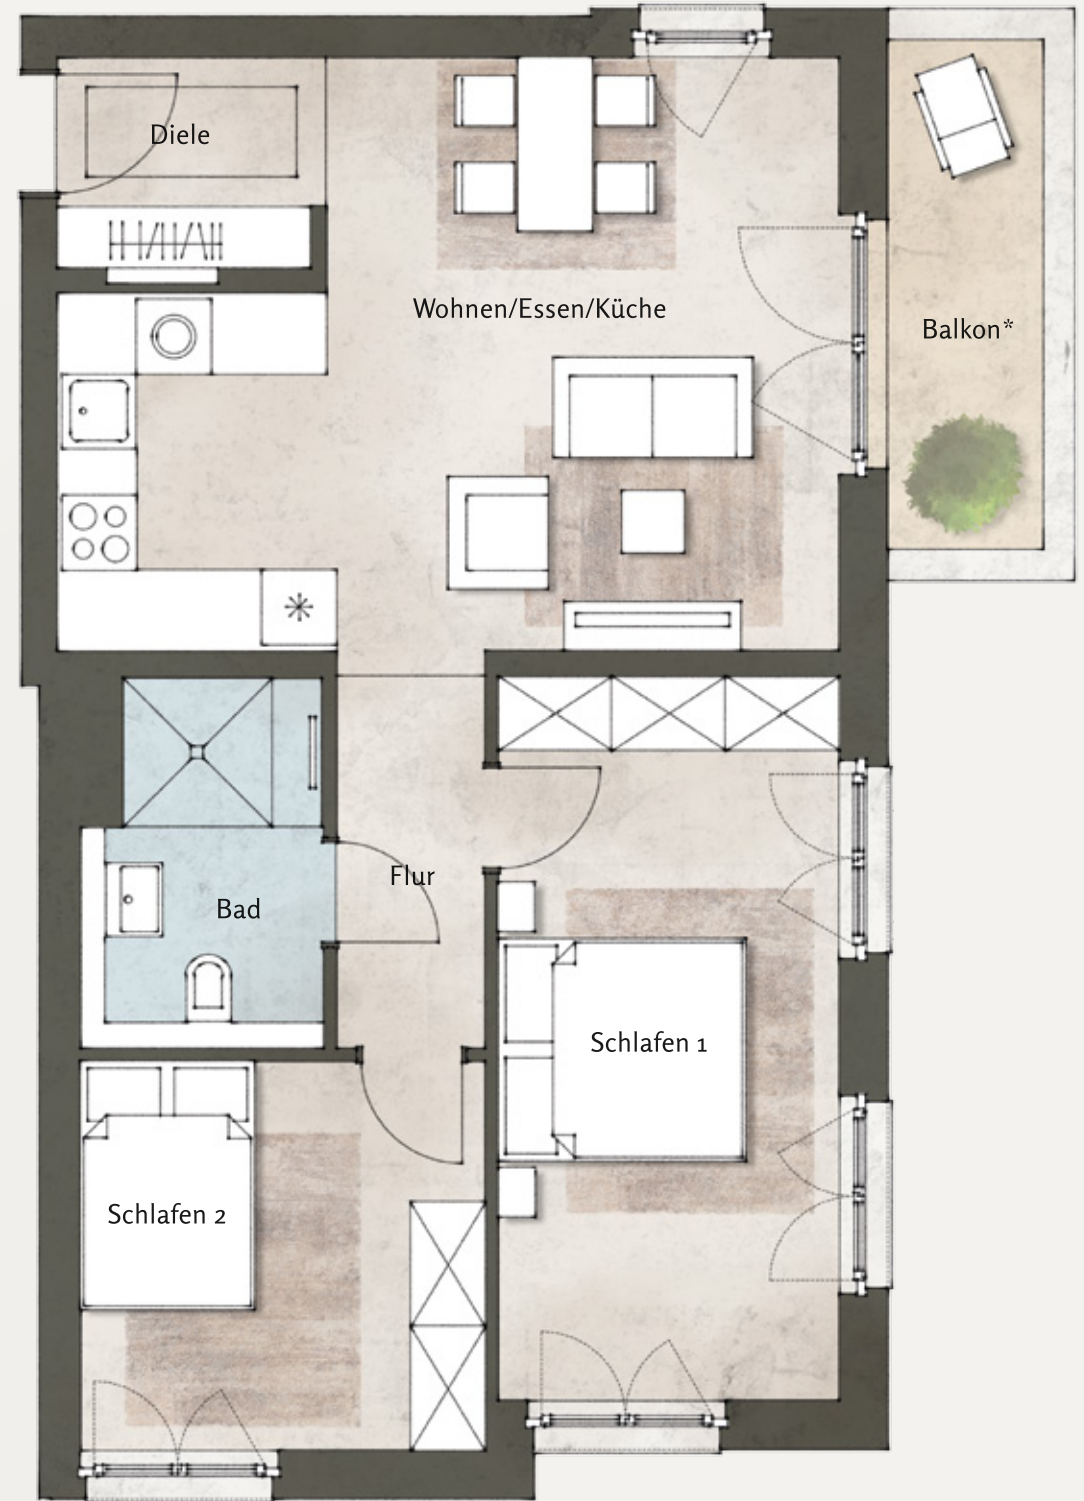 Diele
Wohnen/Essen/Küche
Balkon*
Flur
Bad
Schlafen 1
Schlafen 2